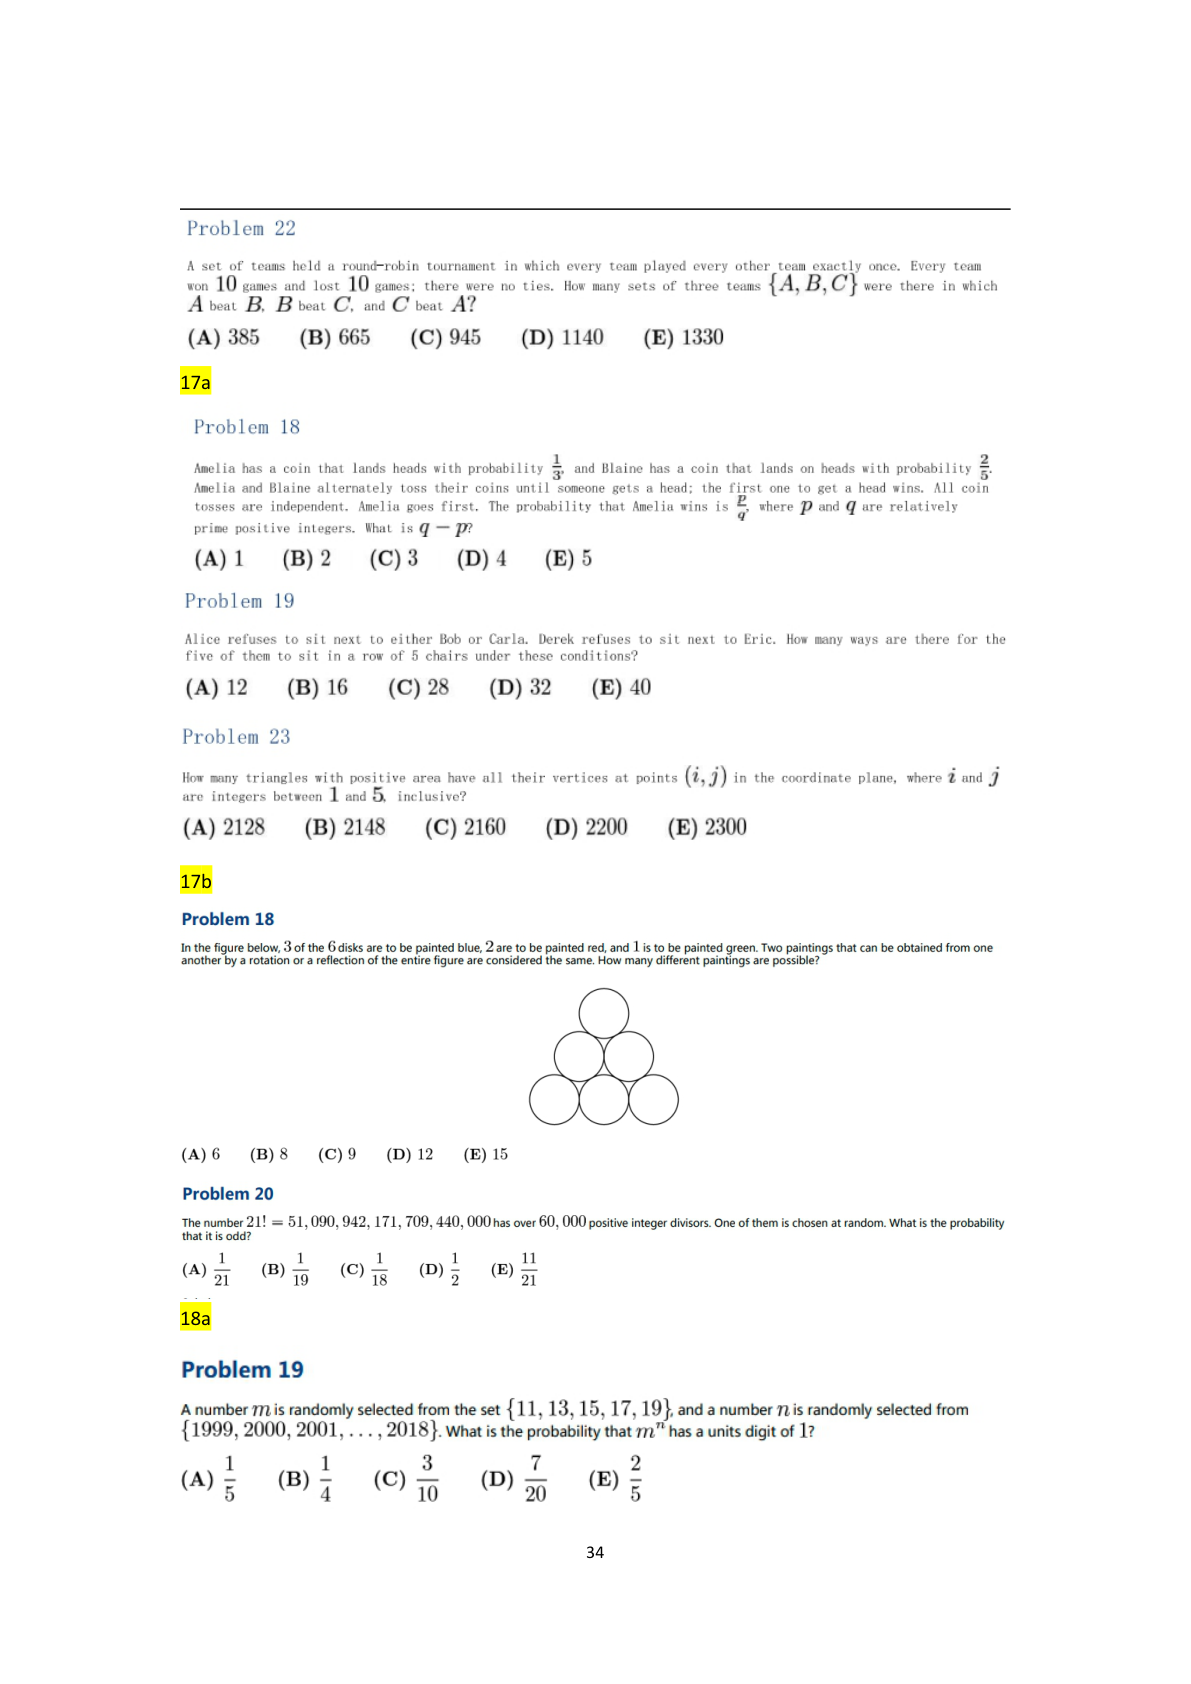 Problem 22
A set of teams held a round-robin tournament in which every team played every other team exactly once. Every team
won 10 games and lost 10 games; there were no ties. How many sets of three teams {A, B, C} were there in which
A beat B, B beat C, and C beat A?
(A) 385 (B) 665 (C) 945 (D) 1140 (E) 1330
17a
Problem 18
Amelia has a coin that lands heads with probability 1/3, and Blaine has a coin that lands on heads with probability 2/5.
Amelia and Blaine alternately toss their coins until someone gets a head; the first one to get a head wins. All coin
tosses are independent. Amelia goes first. The probability that Amelia wins is p/q, where p and q are relatively
prime positive integers. What is q − p?
(A) 1 (B) 2 (C) 3 (D) 4 (E) 5
Problem 19
Alice refuses to sit next to either Bob or Carla. Derek refuses to sit next to Eric. How many ways are there for the
five of them to sit in a row of 5 chairs under these conditions?
(A) 12 (B) 16 (C) 28 (D) 32 (E) 40
Problem 23
How many triangles with positive area have all their vertices at points (i, j) in the coordinate plane, where i and j
are integers between 1 and 5, inclusive?
(A) 2128 (B) 2148 (C) 2160 (D) 2200 (E) 2300
17b
Problem 18
In the figure below, 3 of the 6 disks are to be painted blue, 2 are to be painted red, and 1 is to be painted green. Two paintings that can be obtained from one
another by a rotation or a reflection of the entire figure are considered the same. How many different paintings are possible?
(A) 6 (B) 8 (C) 9 (D) 12 (E) 15
Problem 20
The number 21! = 51, 090, 942, 171, 709, 440, 000 has over 60, 000 positive integer divisors. One of them is chosen at random. What is the probability
that it is odd?
(A) 1/21 (B) 1/19 (C) 1/18 (D) 1/2 (E) 11/21
18a
Problem 19
A number m is randomly selected from the set {11, 13, 15, 17, 19}, and a number n is randomly selected from
{1999, 2000, 2001, . . . , 2018}. What is the probability that mⁿ has a units digit of 1?
(A) 1/5 (B) 1/4 (C) 3/10 (D) 7/20 (E) 2/5
34